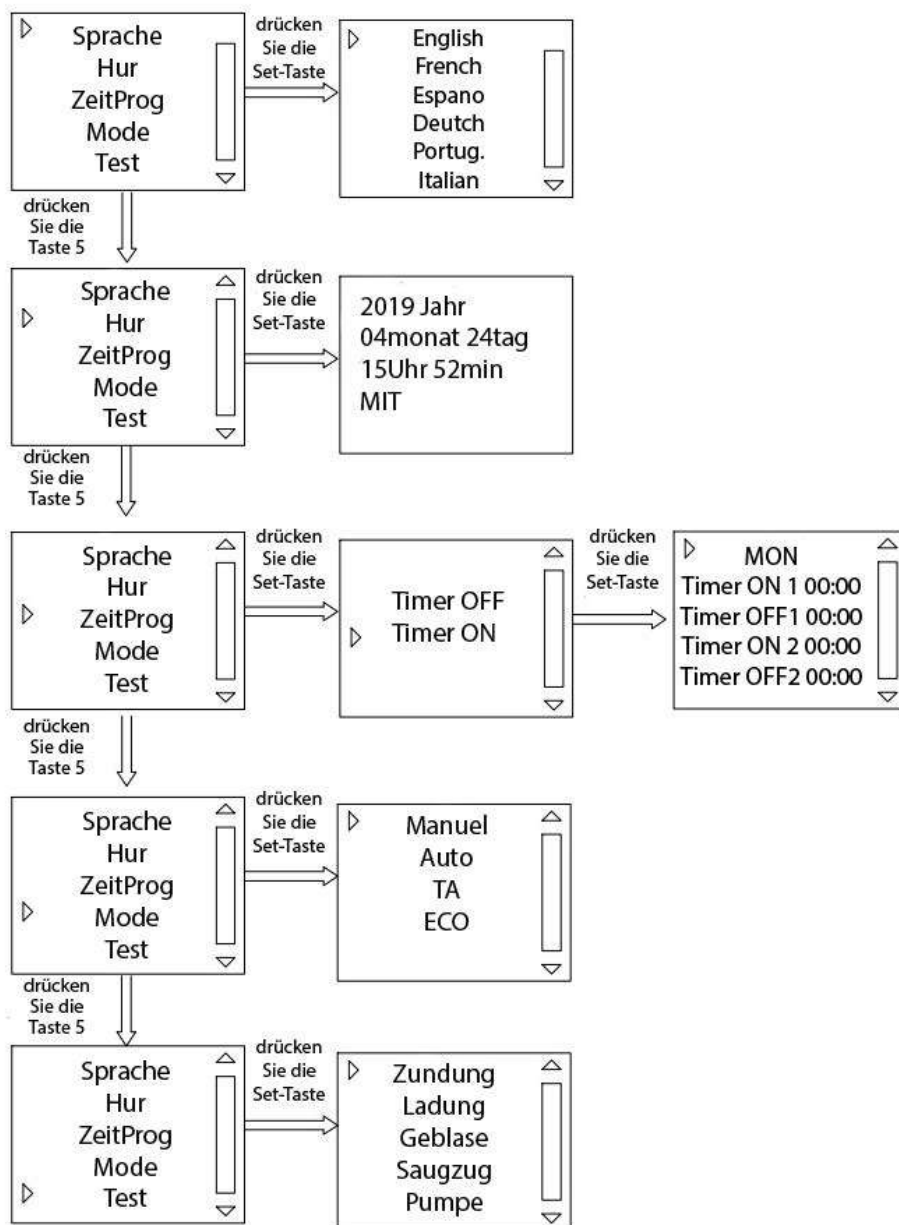 Sprache
Hur
ZeitProg
Mode
Test
drücken
Sie die
Set-Taste
English
French
Espano
Deutch
Portug.
Italian
drücken
Sie die
Taste 5
Sprache
Hur
ZeitProg
Mode
Test
drücken
Sie die
Set-Taste
2019 Jahr
04monat 24tag
15Uhr 52min
MIT
drücken
Sie die
Taste 5
Sprache
Hur
ZeitProg
Mode
Test
drücken
Sie die
Set-Taste
Timer OFF
Timer ON
drücken
Sie die
Set-Taste
MON
Timer ON 1 00:00
Timer OFF1 00:00
Timer ON 2 00:00
Timer OFF2 00:00
drücken
Sie die
Taste 5
Sprache
Hur
ZeitProg
Mode
Test
drücken
Sie die
Set-Taste
Manuel
Auto
TA
ECO
drücken
Sie die
Taste 5
Sprache
Hur
ZeitProg
Mode
Test
drücken
Sie die
Set-Taste
Zundung
Ladung
Geblase
Saugzug
Pumpe